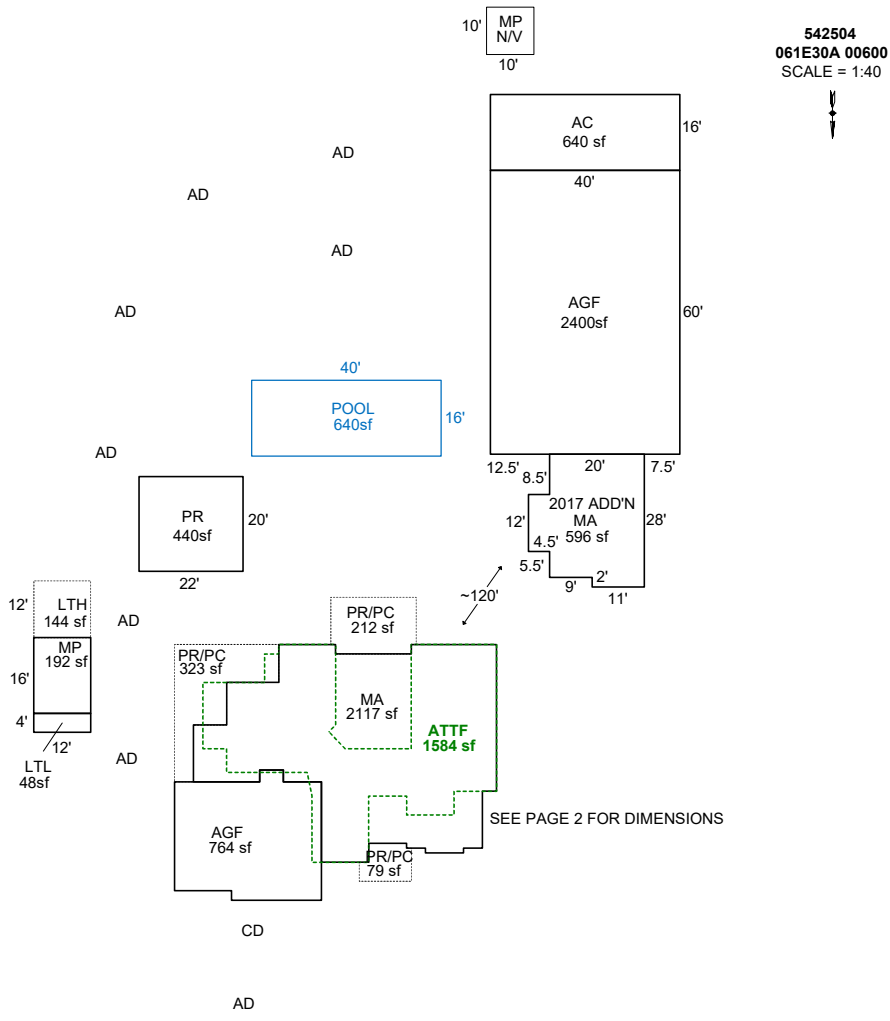 10'
MP
N/V
10'
542504
061E30A 00600
SCALE = 1:40
AC
640 sf
16'
40'
AD
AD
AD
AD
AGF
2400sf
60'
40'
POOL
640sf
16'
AD
12.5'
20'
7.5'
8.5'
2017 ADD'N
MA
596 sf
12'
28'
4.5'
5.5'
9'
2'
11'
PR
440sf
20'
22'
~120'
12'
LTH
144 sf
AD
MP
192 sf
16'
4'
12'
LTL
48sf
AD
PR/PC
212 sf
PR/PC
323 sf
MA
2117 sf
ATTF
1584 sf
SEE PAGE 2 FOR DIMENSIONS
AGF
764 sf
PR/PC
79 sf
CD
AD